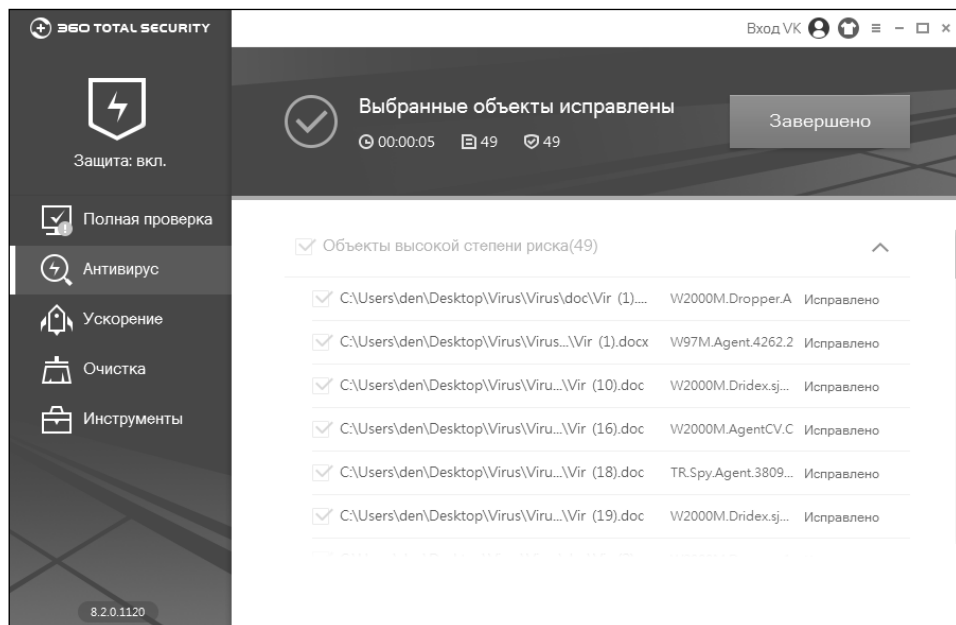 360 TOTAL SECURITY
Вход VK
Защита: вкл.
Выбранные объекты исправлены
00:00:05 49 49
Завершено
Полная проверка
Антивирус
Ускорение
Очистка
Инструменты
Объекты высокой степени риска(49)
C:\Users\den\Desktop\Virus\Virus\doc\Vir (1).... W2000M.Dropper.A Исправлено
C:\Users\den\Desktop\Virus\Virus...\Vir (1).docx W97M.Agent.4262.2 Исправлено
C:\Users\den\Desktop\Virus\Viru...\Vir (10).doc W2000M.Dridex.sj... Исправлено
C:\Users\den\Desktop\Virus\Viru...\Vir (16).doc W2000M.AgentCV.C Исправлено
C:\Users\den\Desktop\Virus\Viru...\Vir (18).doc TR.Spy.Agent.3809... Исправлено
C:\Users\den\Desktop\Virus\Viru...\Vir (19).doc W2000M.Dridex.sj... Исправлено
8.2.0.1120